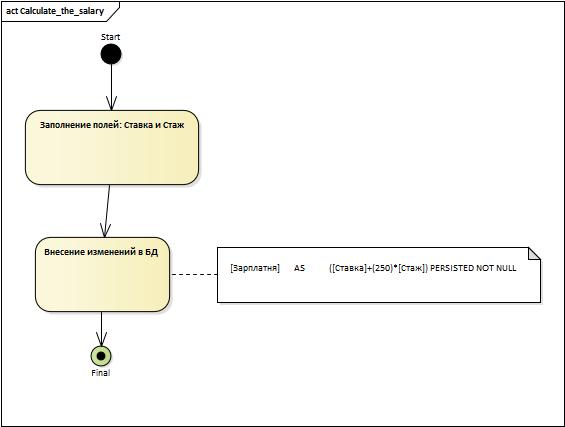 act Calculate_the_salary
Start
Заполнение полей: Ставка и Стаж
Внесение изменений в БД
[Зарплатня] AS ([Ставка]+(250)*[Стаж]) PERSISTED NOT NULL
Final